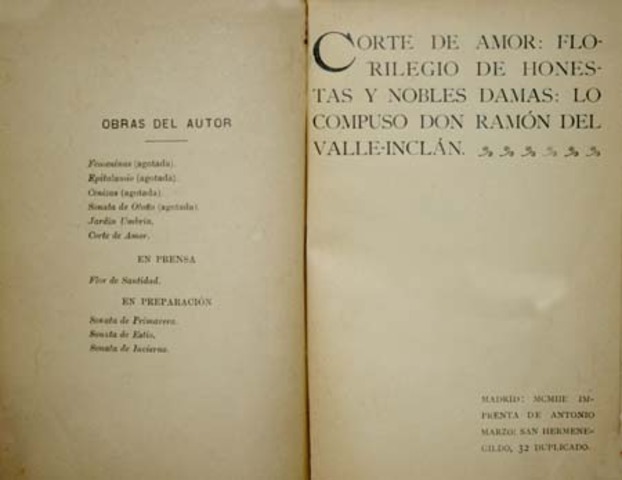 OBRAS DEL AUTOR
Femeninas (agotada).
Epitalamio (agotada).
Cenizas (agotada).
Sonata de Otoño (agotada)
Jardín Umbrío.
Corte de Amor.
EN PRENSA
Flor de Santidad.
EN PREPARACIÓN
Sonata de Primavera.
Sonata de Estío.
Sonata de Invierno.
CORTE DE AMOR: FLO-
RILEGIO DE HONES-
TAS Y NOBLES DAMAS: LO
COMPUSO DON RAMÓN DEL
VALLE-INCLÁN.
MADRID: MCMIII IM-
PRENTA DE ANTONIO
MARZO: SAN HERMENE-
GILDO, 32 DUPLICADO.